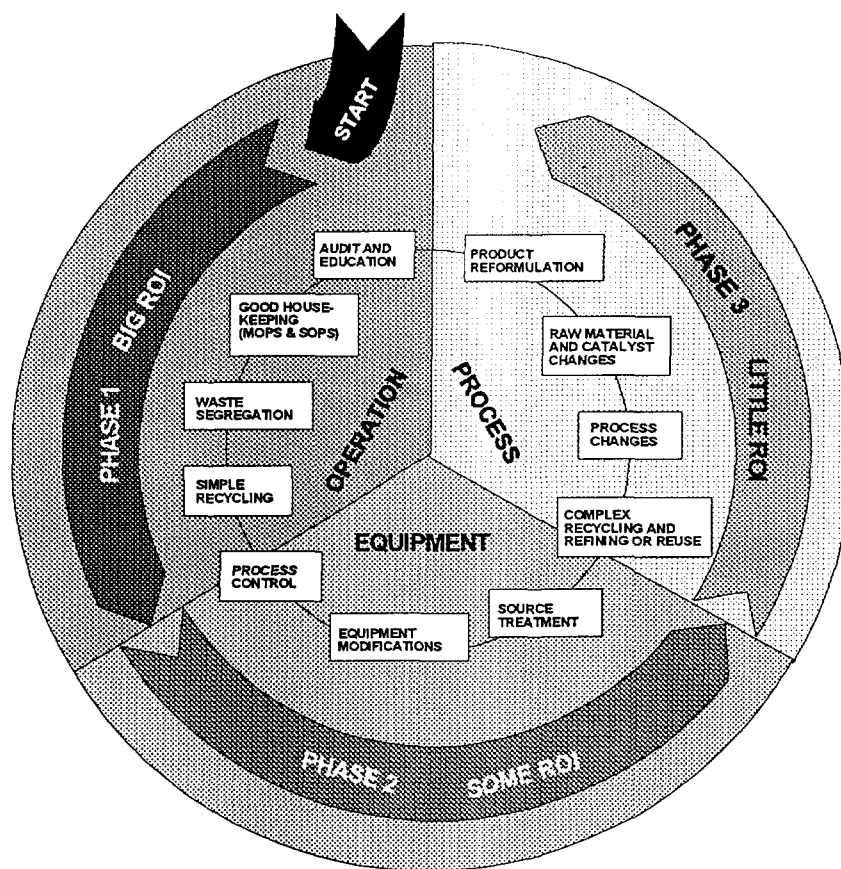 START
AUDIT AND
EDUCATION
GOOD HOUSE-
KEEPING
(MOPS & SOPS)
WASTE
SEGREGATION
SIMPLE
RECYCLING
PROCESS
CONTROL
EQUIPMENT
MODIFICATIONS
SOURCE
TREATMENT
COMPLEX
RECYCLING AND
REFINING OR REUSE
PROCESS
CHANGES
RAW MATERIAL
AND CATALYST
CHANGES
PRODUCT
REFORMULATION
OPERATION
EQUIPMENT
PROCESS
PHASE 1
BIG ROI
PHASE 2
SOME ROI
PHASE 3
LITTLE ROI